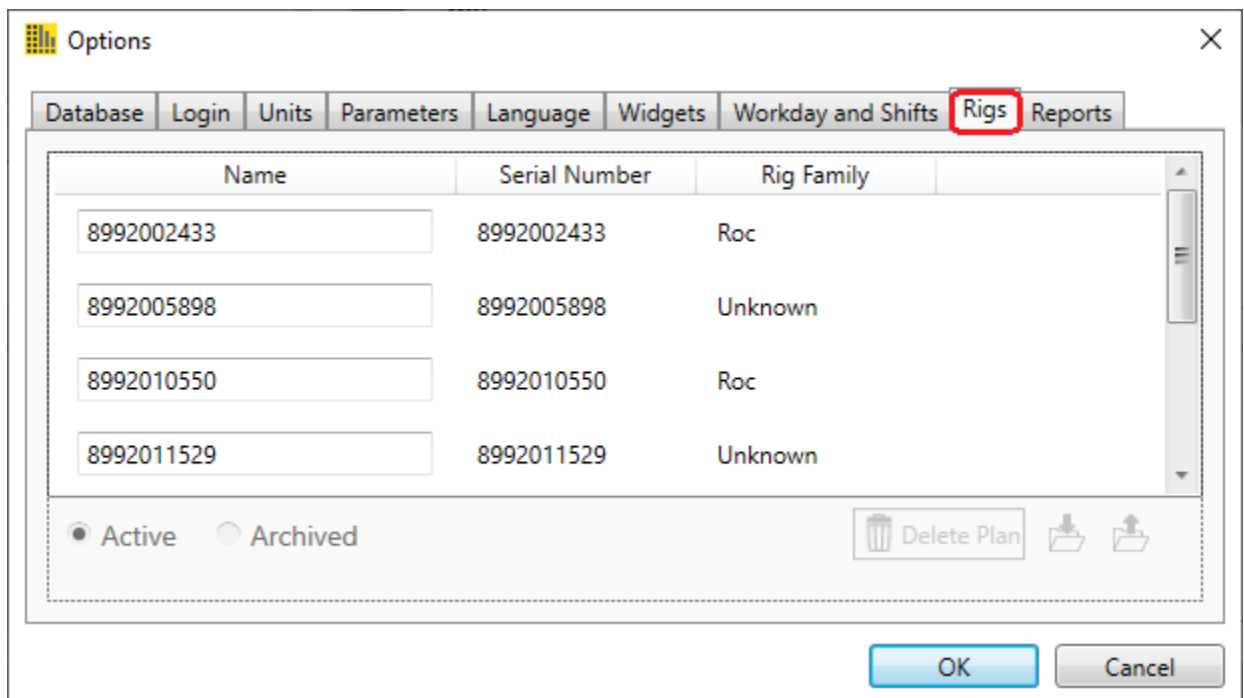 Options
Database Login Units Parameters Language Widgets Workday and Shifts Rigs Reports
Name Serial Number Rig Family
8992002433 8992002433 Roc
8992005898 8992005898 Unknown
8992010550 8992010550 Roc
8992011529 8992011529 Unknown
Active Archived Delete Plan
OK Cancel